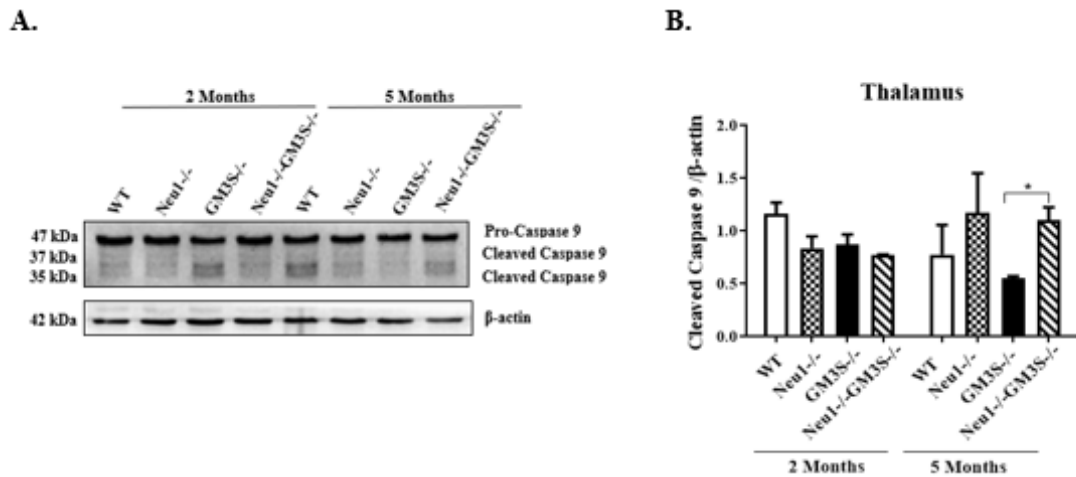 A.
2 Months
5 Months
WT
Neu1-/-
GM3S-/-
Neu1-/-GM3S-/-
WT
Neu1-/-
GM3S-/-
Neu1-/-GM3S-/-
47 kDa
37 kDa
35 kDa
Pro-Caspase 9
Cleaved Caspase 9
Cleaved Caspase 9
42 kDa
β-actin
B.
Thalamus
Cleaved Caspase 9 /β-actin
2.0
1.5
1.0
0.5
0.0
*
WT
Neu1-/-
GM3S-/-
Neu1-/-GM3S-/-
WT
Neu1-/-
GM3S-/-
Neu1-/-GM3S-/-
2 Months
5 Months